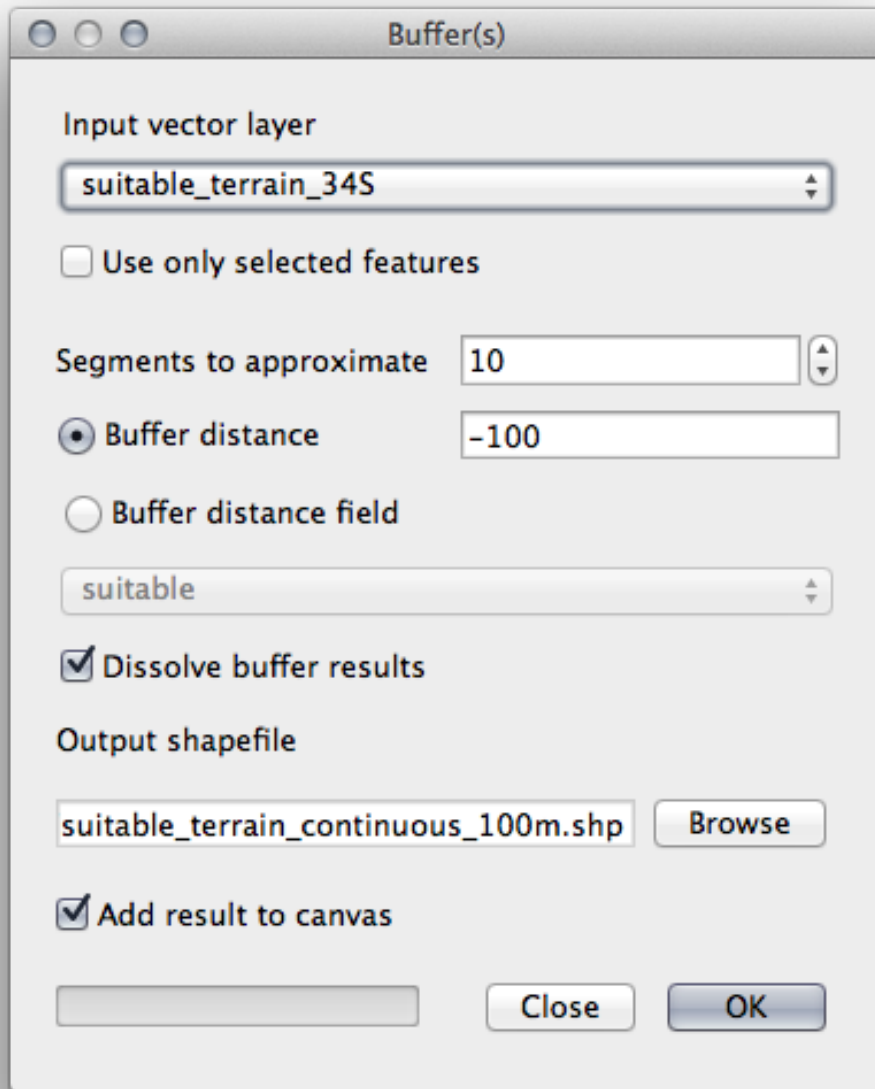 Buffer(s)
Input vector layer
suitable_terrain_34S
Use only selected features
Segments to approximate 10
Buffer distance -100
Buffer distance field
suitable
Dissolve buffer results
Output shapefile
suitable_terrain_continuous_100m.shp Browse
Add result to canvas
Close OK